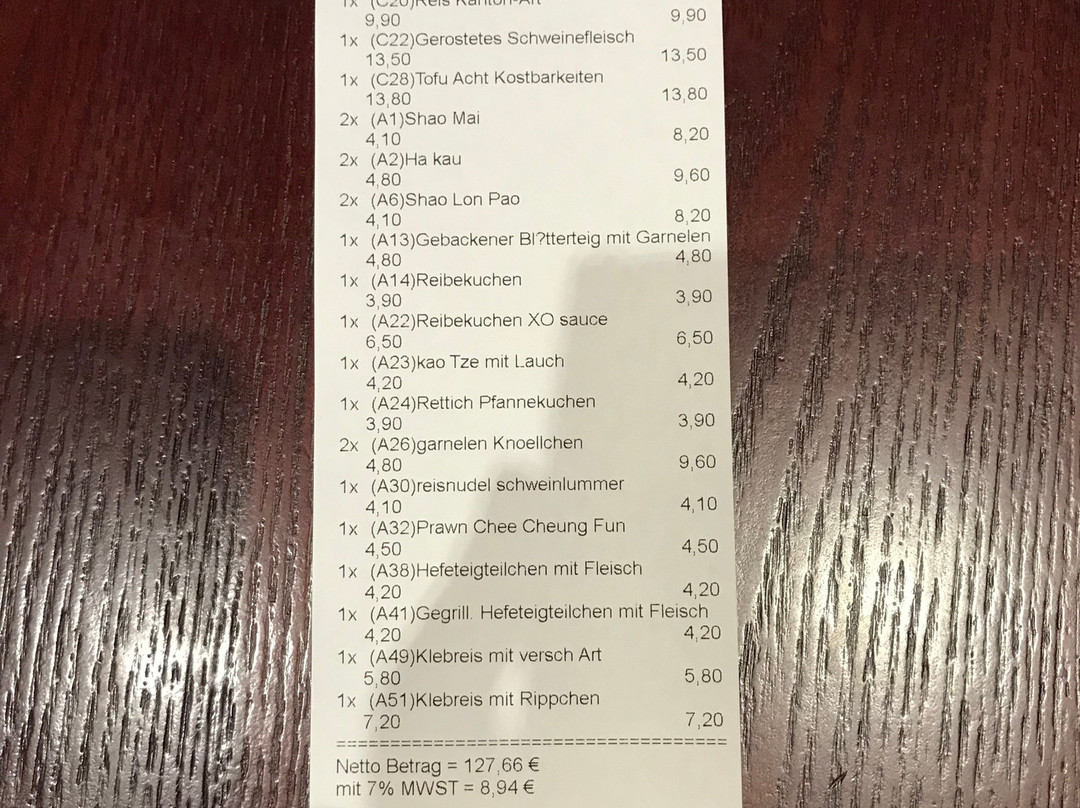 1x (C20)Reis Kanton-Art
9,90 9,90
1x (C22)Gerostetes Schweinefleisch
13,50 13,50
1x (C28)Tofu Acht Kostbarkeiten
13,80 13,80
2x (A1)Shao Mai
4,10 8,20
2x (A2)Ha kau
4,80 9,60
2x (A6)Shao Lon Pao
4,10 8,20
1x (A13)Gebackener Bl?tterteig mit Garnelen
4,80 4,80
1x (A14)Reibekuchen
3,90 3,90
1x (A22)Reibekuchen XO sauce
6,50 6,50
1x (A23)kao Tze mit Lauch
4,20 4,20
1x (A24)Rettich Pfannekuchen
3,90 3,90
2x (A26)garnelen Knoellchen
4,80 9,60
1x (A30)reisnudel schweinlummer
4,10 4,10
1x (A32)Prawn Chee Cheung Fun
4,50 4,50
1x (A38)Hefeteigteilchen mit Fleisch
4,20 4,20
1x (A41)Gegrill. Hefeteigteilchen mit Fleisch
4,20 4,20
1x (A49)Klebreis mit versch Art
5,80 5,80
1x (A51)Klebreis mit Rippchen
7,20 7,20
============================================
Netto Betrag = 127,66 €
mit 7% MWST = 8,94 €